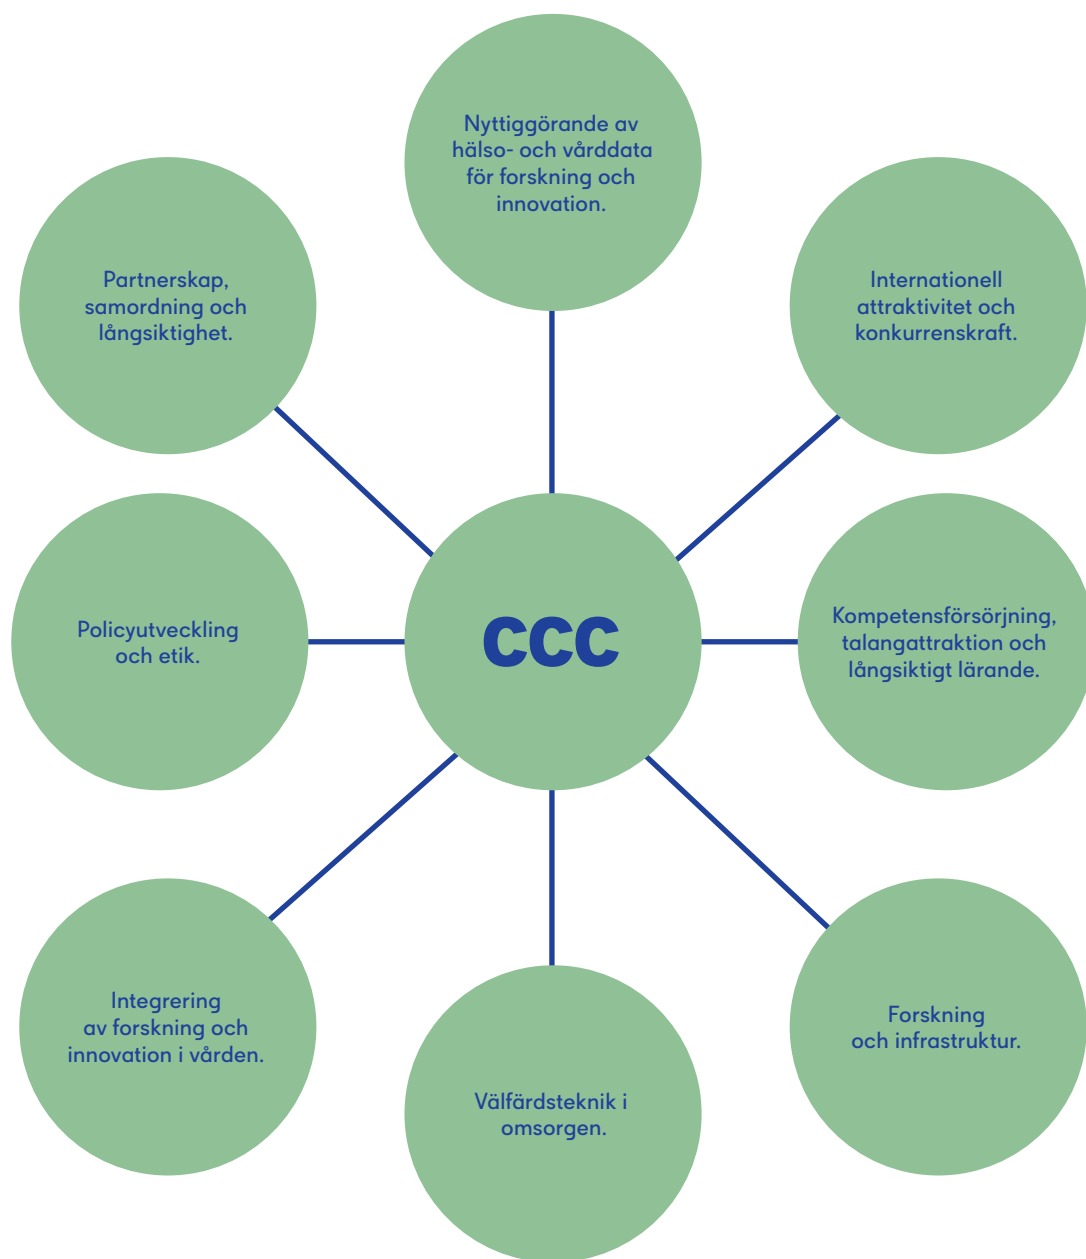 Nyttiggörande av
hälso- och vårddata
för forskning och
innovation.
Partnerskap,
samordning och
långsiktighet.
Internationell
attraktivitet och
konkurrenskraft.
Policyutveckling
och etik.
CCC
Kompetensförsörjning,
talangattraktion och
långsiktigt lärande.
Integrering
av forskning och
innovation i vården.
Välfärdsteknik i
omsorgen.
Forskning
och infrastruktur.